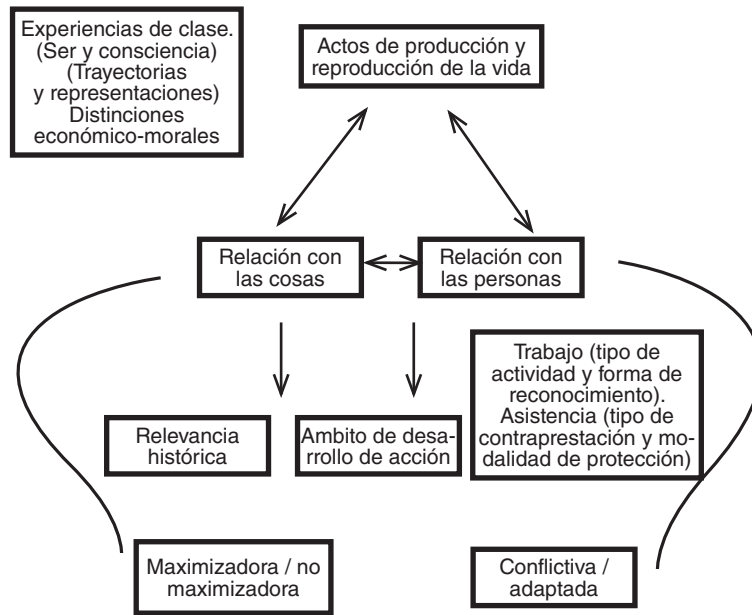 Experiencias de clase.
(Ser y consciencia)
(Trayectorias
y representaciones)
Distinciones
económico-morales
Actos de producción y
reproducción de la vida
Relación con
las cosas
Relación con
las personas
Relevancia
histórica
Ambito de desa-
rrollo de acción
Trabajo (tipo de
actividad y forma de
reconocimiento).
Asistencia (tipo de
contraprestación y mo-
dalidad de protección)
Maximizadora / no
maximizadora
Conflictiva /
adaptada